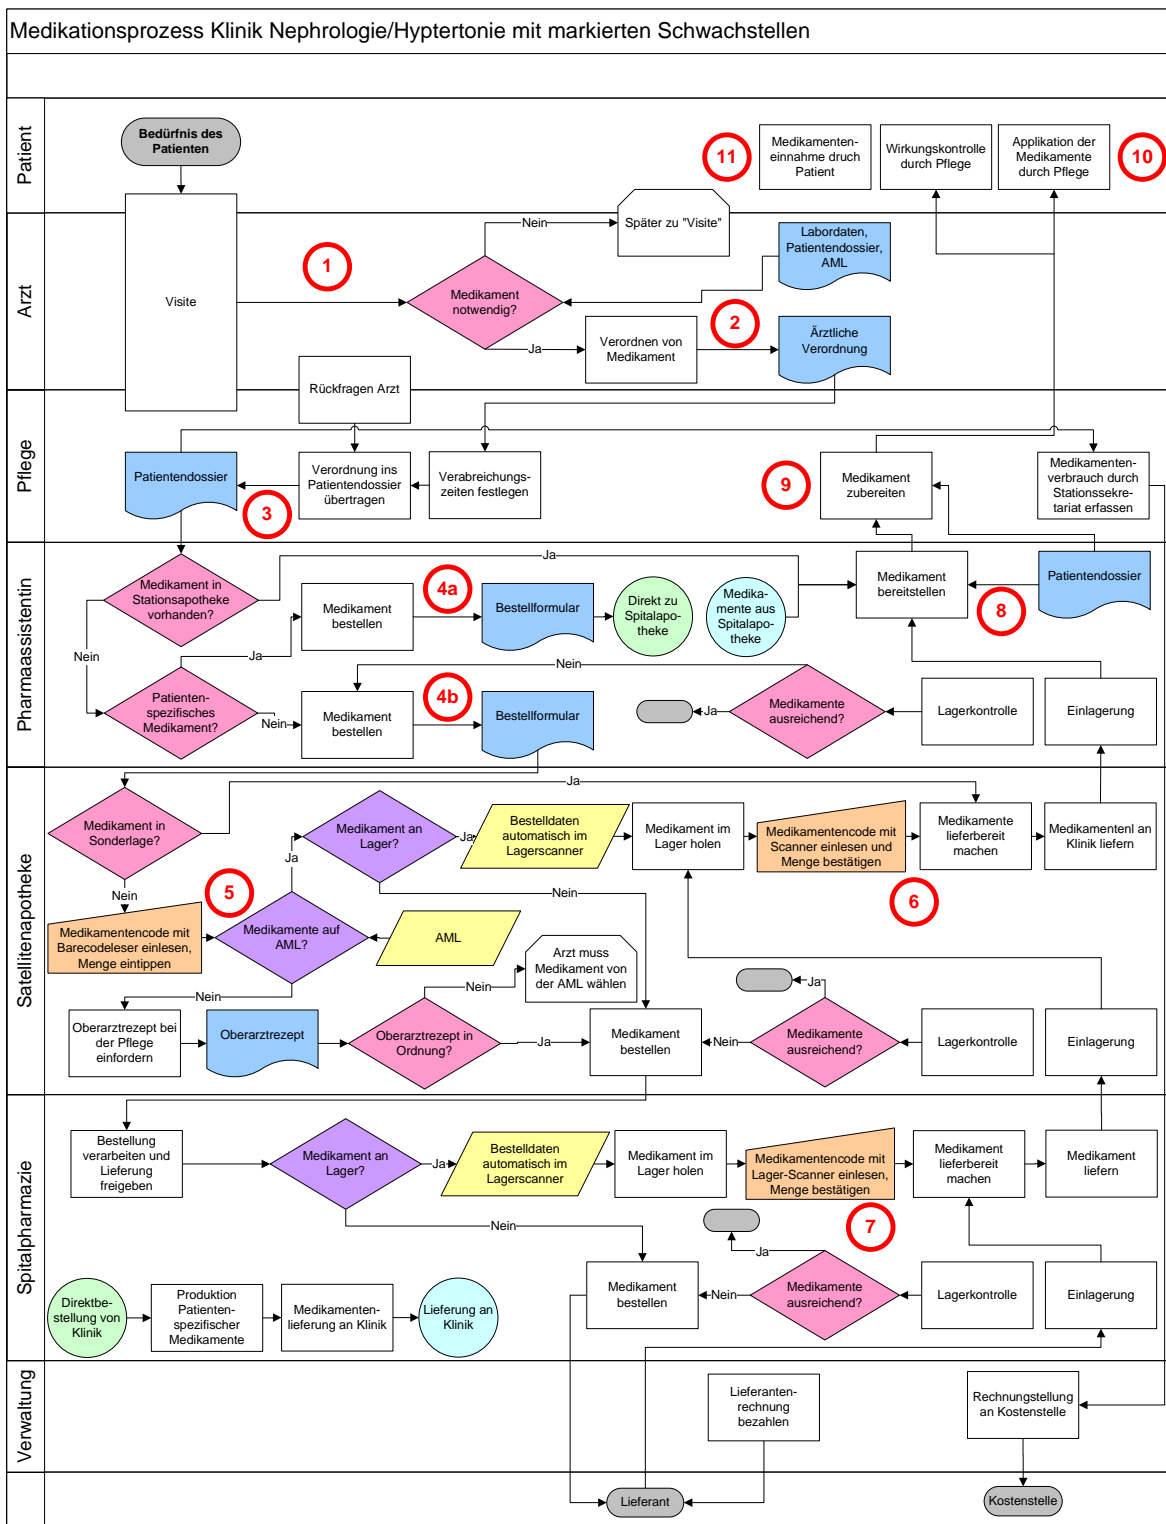 Medikationsprozess Klinik Nephrologie/Hyptertonie mit markierten Schwachstellen
Patient
Bedürfnis des
Patienten
11
Medikamenten-
einnahme druch
Patient
Wirkungskontrolle
durch Pflege
Applikation der
Medikamente
durch Pflege
10
Arzt
Visite
1
Nein
Später zu "Visite"
Medikament
notwendig?
Labordaten,
Patientendossier,
AML
Ja
Verordnen von
Medikament
2
Ärztliche
Verordnung
Rückfragen Arzt
Pflege
Patientendossier
3
Verordnung ins
Patientendossier
übertragen
Verabreichungs-
zeiten festlegen
9
Medikament
zubereiten
Medikamenten-
verbrauch durch
Stationssekre-
tariat erfassen
Pharmaassistentin
Medikament in
Stationsapotheke
vorhanden?
Ja
Nein
Ja
Medikament
bestellen
4a
Bestellformular
Direkt zu
Spitalapo-
theke
Medika-
mente aus
Spitalapo-
theke
Medikament
bereitstellen
8
Patientendossier
Patienten-
spezifisches
Medikament?
Nein
Medikament
bestellen
4b
Bestellformular
Nein
Ja
Medikamente
ausreichend?
Lagerkontrolle
Einlagerung
Satellitenapotheke
Medikament in
Sonderlage?
Ja
Nein
Medikament an
Lager?
Ja
Ja
Bestelldaten
automatisch im
Lagerscanner
Medikament im
Lager holen
Medikamentencode mit
Scanner einlesen und
Menge bestätigen
Medikamente
lieferbereit
machen
Medikamentenl an
Klinik liefern
5
6
Nein
Medikamentencode mit
Barecodeleser einlesen,
Menge eintippen
Medikamente auf
AML?
AML
Arzt muss
Medikament von
der AML wählen
Nein
Nein
Oberarztrezept bei
der Pflege
einfordern
Oberarztrezept
Oberarztrezept in
Ordnung?
Ja
Medikament
bestellen
Nein
Ja
Medikamente
ausreichend?
Lagerkontrolle
Einlagerung
Spitalpharmazie
Bestellung
verarbeiten und
Lieferung
freigeben
Medikament an
Lager?
Ja
Bestelldaten
automatisch im
Lagerscanner
Medikament im
Lager holen
Medikamentencode mit
Lager-Scanner einlesen,
Menge bestätigen
Medikament
lieferbereit
machen
Medikament
liefern
7
Nein
Ja
Direktbe-
stellung von
Klinik
Produktion
Patienten-
spezifischer
Medikamente
Medikamenten-
lieferung an Klinik
Lieferung an
Klinik
Medikament
bestellen
Nein
Medikamente
ausreichend?
Lagerkontrolle
Einlagerung
Verwaltung
Lieferanten-
rechnung
bezahlen
Rechnungstellung
an Kostenstelle
Lieferant
Kostenstelle